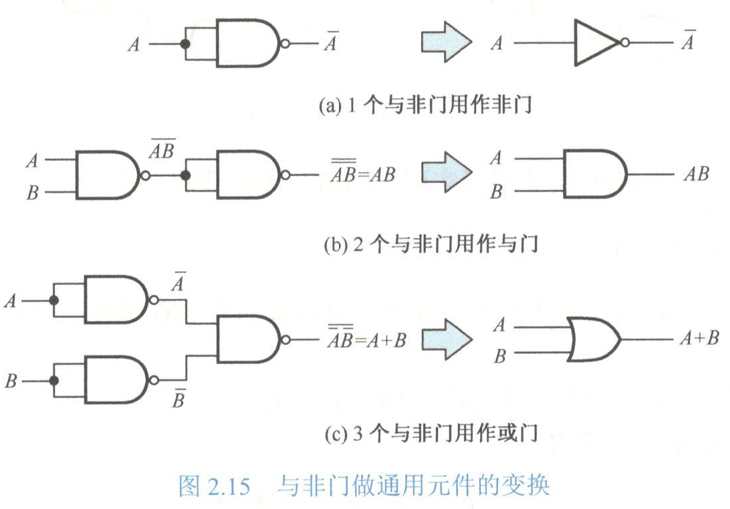 A A̅ A A̅
(a) 1 个与非门用作非门
A B A̅B̅ A̿B̿=AB A B AB
(b) 2 个与非门用作与门
A A̅ B B̅ \overline{A̅B̅}=A+B A B A+B
(c) 3 个与非门用作或门
图 2.15 与非门做通用元件的变换